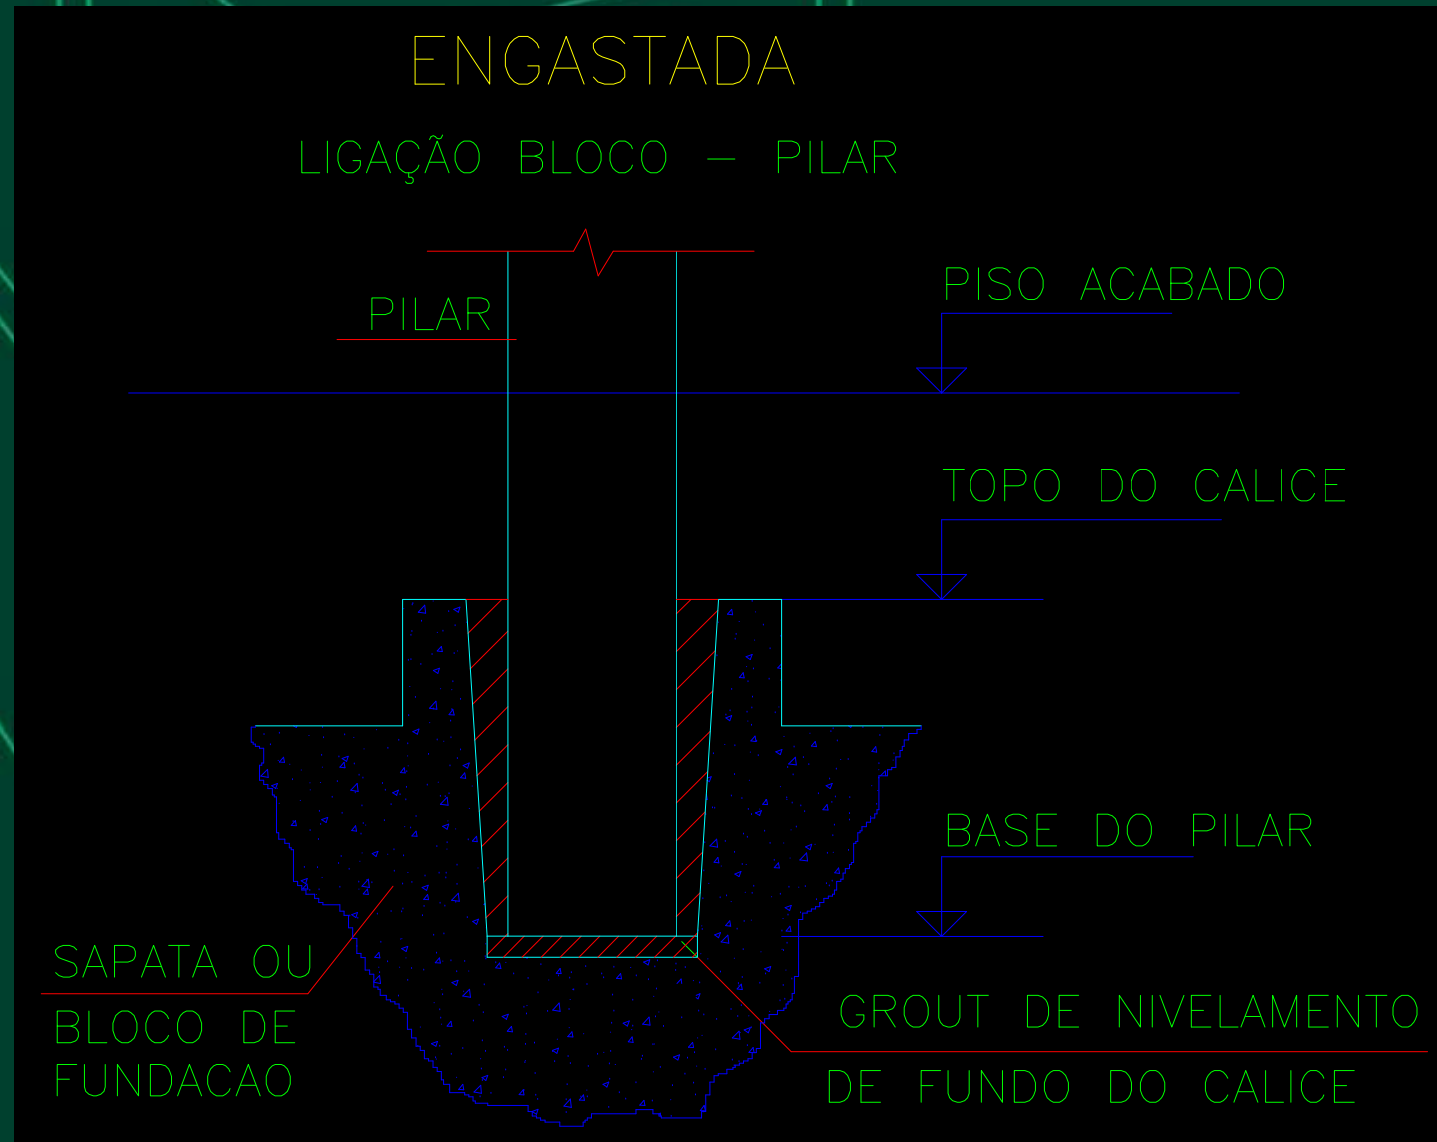 ENGASTADA
LIGAÇÃO BLOCO – PILAR
PISO ACABADO
PILAR
TOPO DO CALICE
BASE DO PILAR
SAPATA OU
BLOCO DE
FUNDACAO
GROUT DE NIVELAMENTO
DE FUNDO DO CALICE